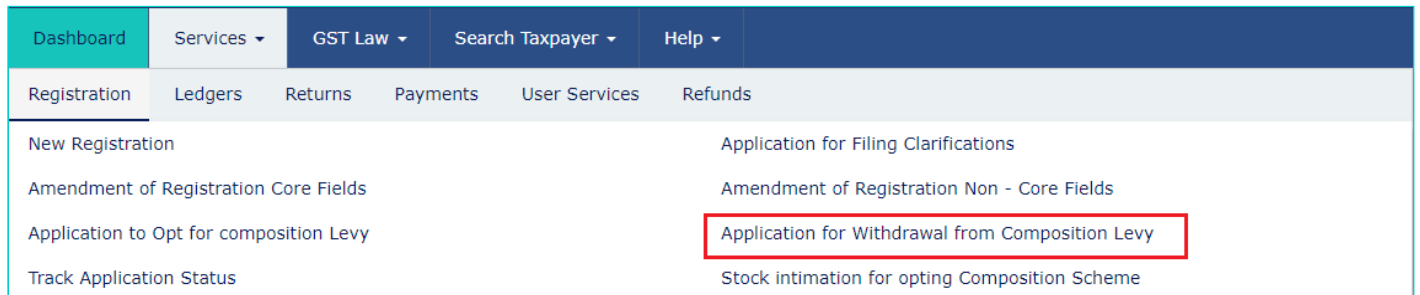 Dashboard Services GST Law Search Taxpayer Help
Registration Ledgers Returns Payments User Services Refunds
New Registration Application for Filing Clarifications
Amendment of Registration Core Fields Amendment of Registration Non - Core Fields
Application to Opt for composition Levy Application for Withdrawal from Composition Levy
Track Application Status Stock intimation for opting Composition Scheme